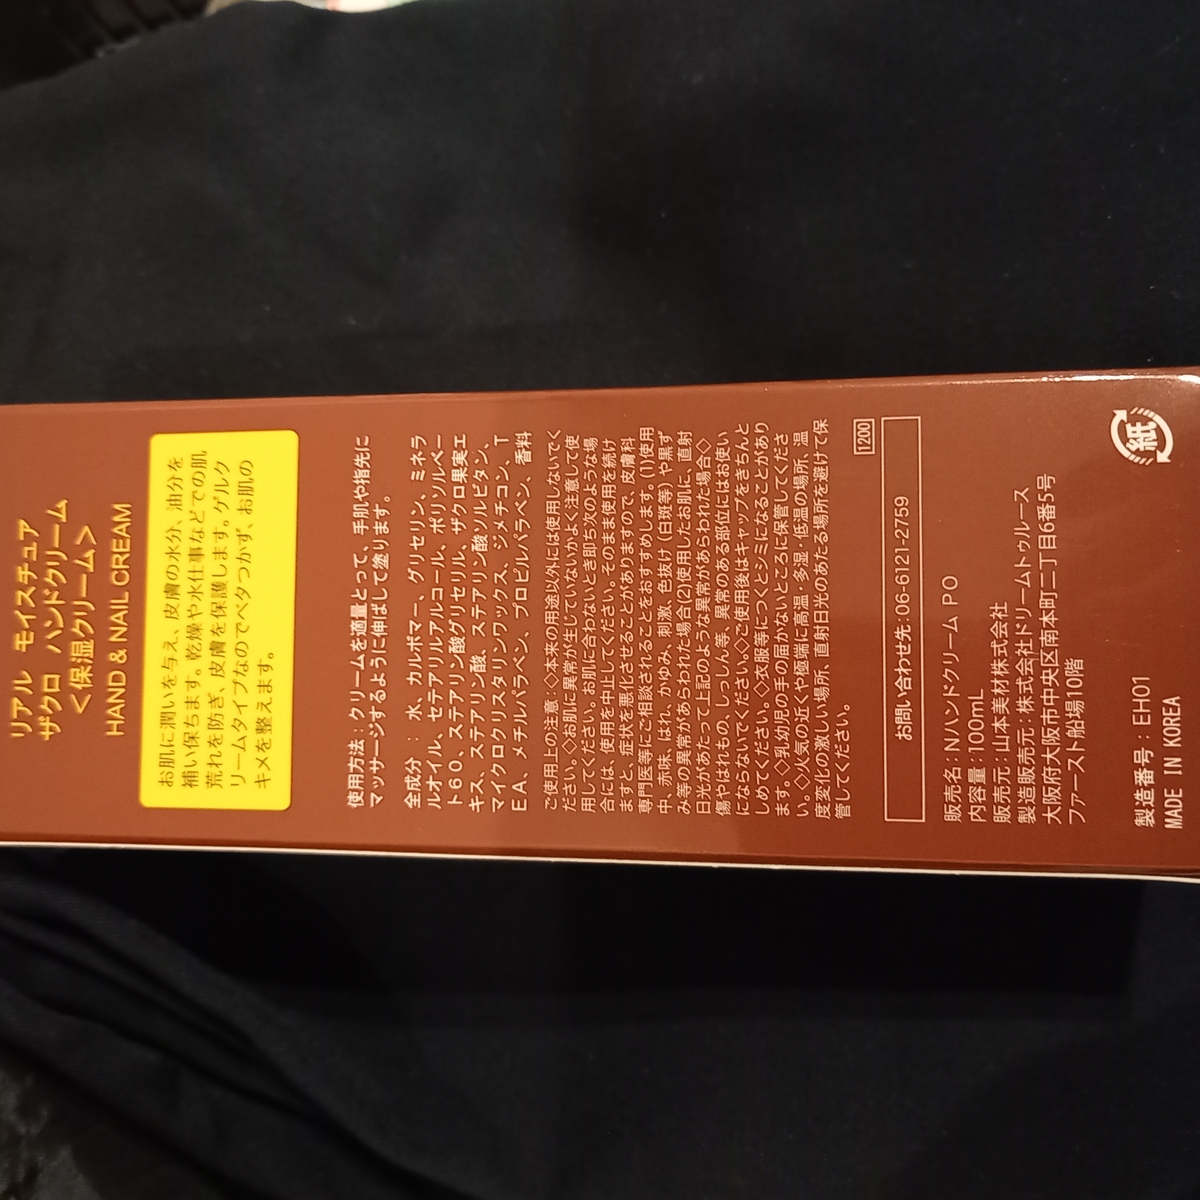 リアル モイスチュア
ザクロ ハンドクリーム
＜保湿クリーム＞
HAND & NAIL CREAM
お肌に潤いを与え、皮膚の水分、油分を
補い保ちます。乾燥や水仕事などでの肌
荒れを防ぎ、皮膚を保護します。ゲルク
リームタイプなのでベタつかず、お肌の
キメを整えます。
使用方法：クリームを適量とって、手肌や指先に
マッサージするように伸ばして塗ります。
全成分 ： 水、カルボマー、グリセリン、ミネラ
ルオイル、セテアリルアルコール、ポリソルベー
ト６０、ステアリン酸グリセリル、ザクロ果実エ
キス、ステアリン酸、ステアリン酸ソルビタン、
マイクロクリスタリンワックス、ジメチコン、Ｔ
ＥＡ、メチルパラベン、プロピルパラベン、香料
ご使用上の注意：◇本来の用途以外には使用しないでく
ださい。◇お肌に異常が生じていないかよく注意して使
用してください。お肌に合わないとき即ち次のような場
合には、使用を中止してください。そのまま使用を続け
ますと、症状を悪化させることがありますので、皮膚科
専門医等にご相談されることをおすすめします。(1)使用
中、赤味、はれ、かゆみ、刺激、色抜け(白斑等)や黒ず
み等の異常があらわれた場合(2)使用したお肌に、直射
日光があたって上記のような異常があらわれた場合◇
傷やはれもの、しっしん等、異常のある部位にはお使い
にならないでください。◇ご使用後はキャップをきちんと
しめてください。◇衣服等につくとシミになることがあり
ます。◇乳幼児の手の届かないところに保管してくださ
い。◇火気の近くや極端に高温・多湿・低温の場所、温
度変化の激しい場所、直射日光のあたる場所を避けて保
管してください。
1200
お問い合わせ先：06-6121-2759
販売名：Nハンドクリーム PO
内容量：100mL
販売元：山本美材株式会社
製造販売元：株式会社ドリームトゥルース
大阪府大阪市中央区南本町二丁目6番5号
ファースト船場10階
紙
製造番号：EH01
MADE IN KOREA